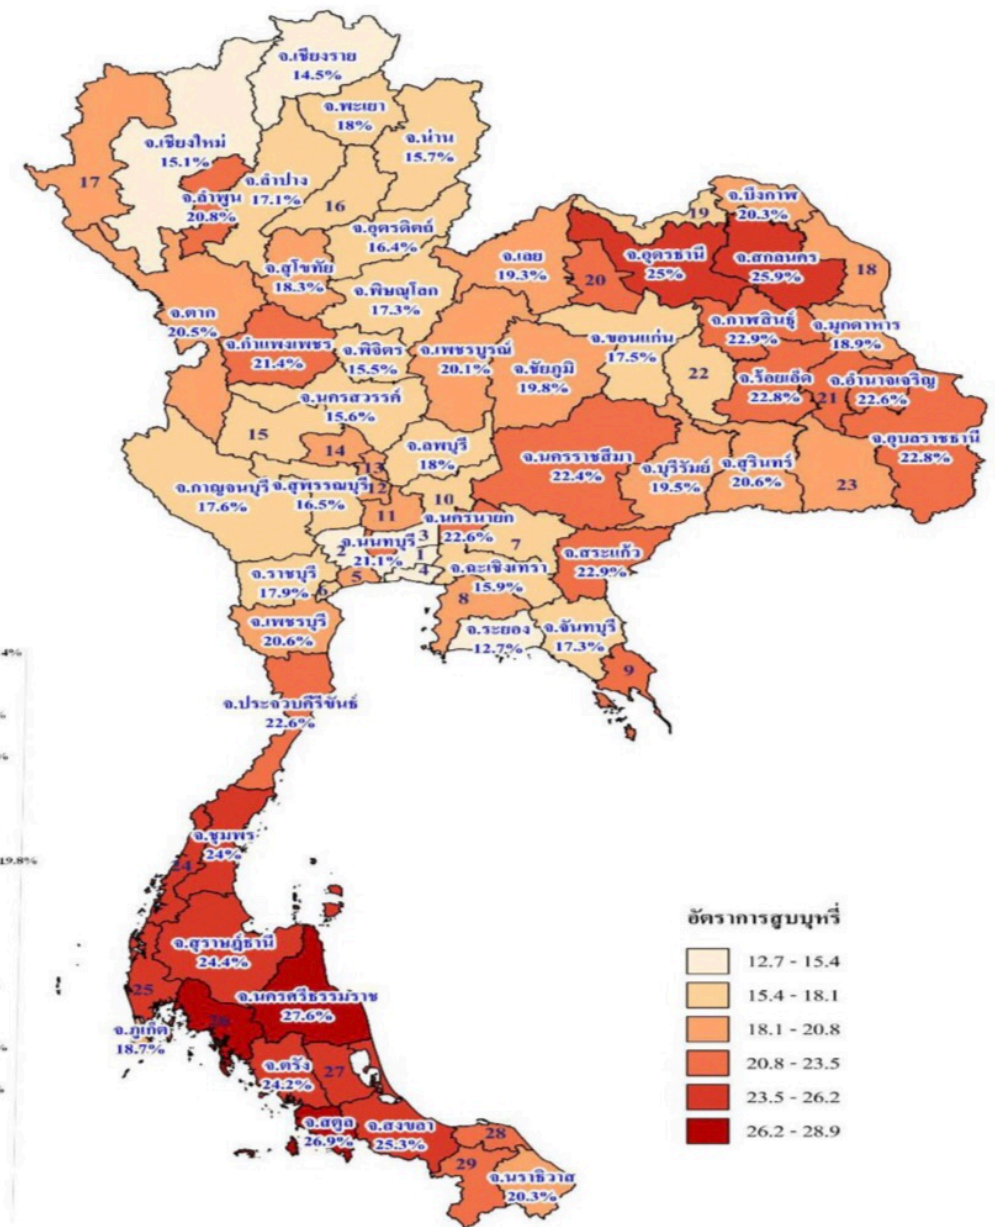 จ.เชียงราย
14.5%
จ.พะเยา
18%
จ.น่าน
15.7%
จ.เชียงใหม่
15.1%
17
จ.ลำปาง
17.1%
จ.ลำพูน
20.8%
16
จ.อุตรดิตถ์
16.4%
จ.บึงกาฬ
20.3%
19
จ.เลย
19.3%
20
จ.อุดรธานี
25%
จ.สกลนคร
25.9%
18
จ.สุโขทัย
18.3%
จ.พิษณุโลก
17.3%
จ.ตาก
20.5%
จ.กำแพงเพชร
21.4%
จ.พิจิตร
15.5%
จ.เพชรบูรณ์
20.1%
จ.ชัยภูมิ
19.8%
จ.ขอนแก่น
17.5%
จ.กาฬสินธุ์
22.9%
จ.มุกดาหาร
18.9%
22
จ.ร้อยเอ็ด
22.8%
21
จ.อำนาจเจริญ
22.6%
จ.นครสวรรค์
15.6%
15
14
13
12
จ.ลพบุรี
18%
จ.นครราชสีมา
22.4%
จ.บุรีรัมย์
19.5%
จ.สุรินทร์
20.6%
23
จ.อุบลราชธานี
22.8%
จ.กาญจนบุรี
17.6%
จ.สุพรรณบุรี
16.5%
10
11
จ.นครนายก
22.6%
จ.นนทบุรี
21.1%
2
3
1
4
7
จ.สระแก้ว
22.9%
จ.ราชบุรี
17.9%
5
6
จ.ฉะเชิงเทรา
15.9%
8
จ.เพชรบุรี
20.6%
จ.ระยอง
12.7%
จ.จันทบุรี
17.3%
9
4%
%
%
จ.ประจวบคีรีขันธ์
22.6%
19.8%
จ.ชุมพร
24%
24
จ.สุราษฎ์ธานี
24.4%
25
จ.นครศรีธรรมราช
27.6%
26
จ.ภูเก็ต
18.7%
จ.ตรัง
24.2%
27
จ.สตูล
26.9%
จ.สงขลา
25.3%
28
29
จ.นราธิวาส
20.3%
%
%
อัตราการสูบบุหรี่
12.7 - 15.4
15.4 - 18.1
18.1 - 20.8
20.8 - 23.5
23.5 - 26.2
26.2 - 28.9